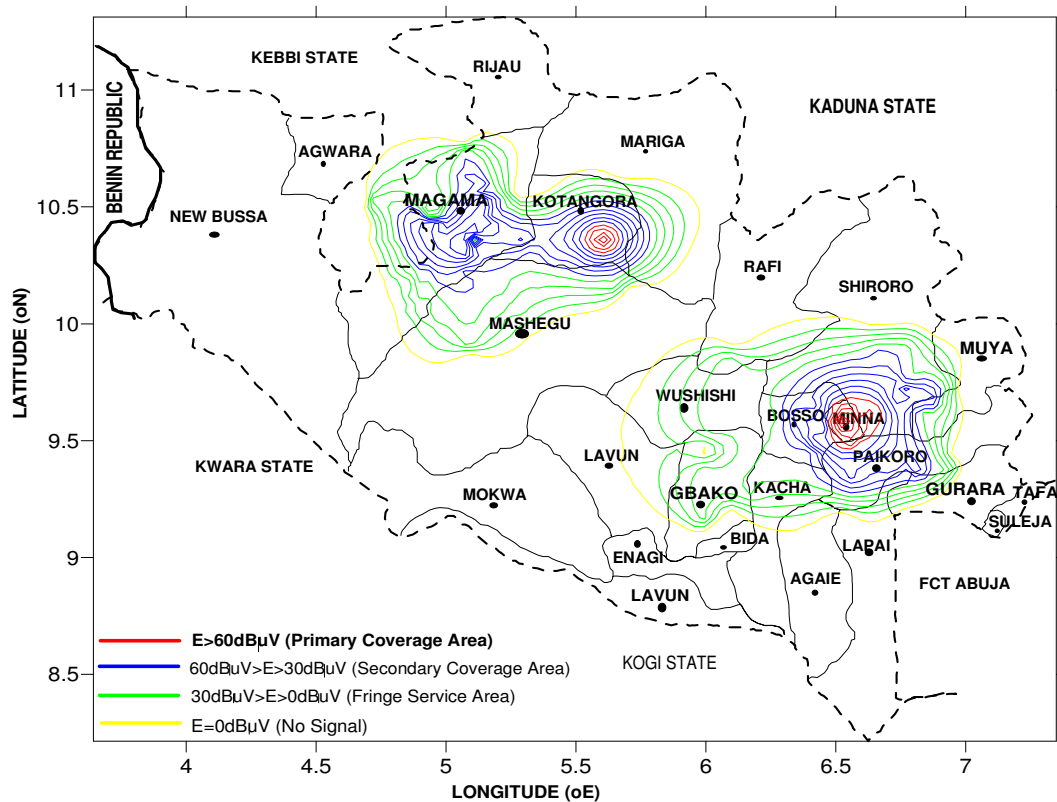 KEBBI STATE
RIJAU
11
KADUNA STATE
BENIN REPUBLIC
AGWARA
MARIGA
10.5
MAGAMA
KOTANGORA
NEW BUSSA
RAFI
SHIRORO
10
MASHEGU
MUYA
LATITUDE (oN)
WUSHISHI
BOSSO
MINNA
9.5
KWARA STATE
LAVUN
PAIKORO
MOKWA
GBAKO
KACHA
GURARA
TAFA
SULEJA
9
ENAGI
BIDA
LAPAI
AGAIE
FCT ABUJA
LAVUN
E>60dBµV (Primary Coverage Area)
60dBµV>E>30dBµV (Secondary Coverage Area)
KOGI STATE
8.5
30dBµV>E>0dBµV (Fringe Service Area)
E=0dBµV (No Signal)
4 4.5 5 5.5 6 6.5 7
LONGITUDE (oE)